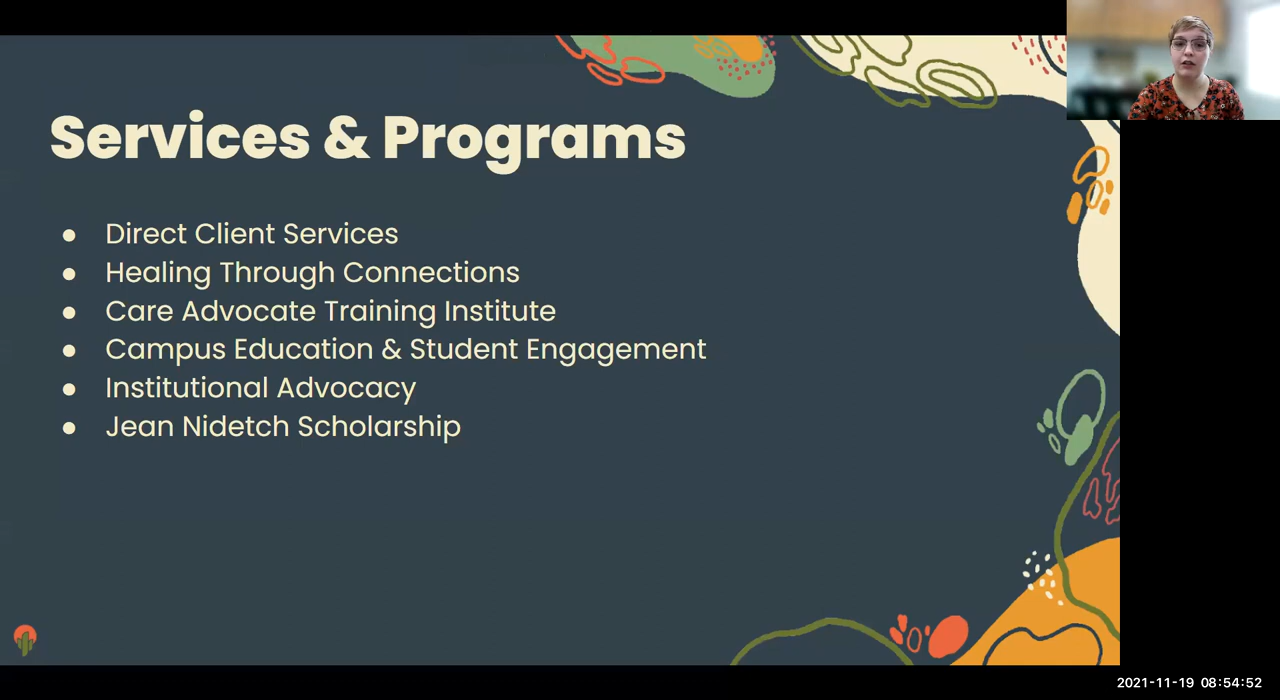 Services & Programs
● Direct Client Services
● Healing Through Connections
● Care Advocate Training Institute
● Campus Education & Student Engagement
● Institutional Advocacy
● Jean Nidetch Scholarship
2021-11-19 08:54:52